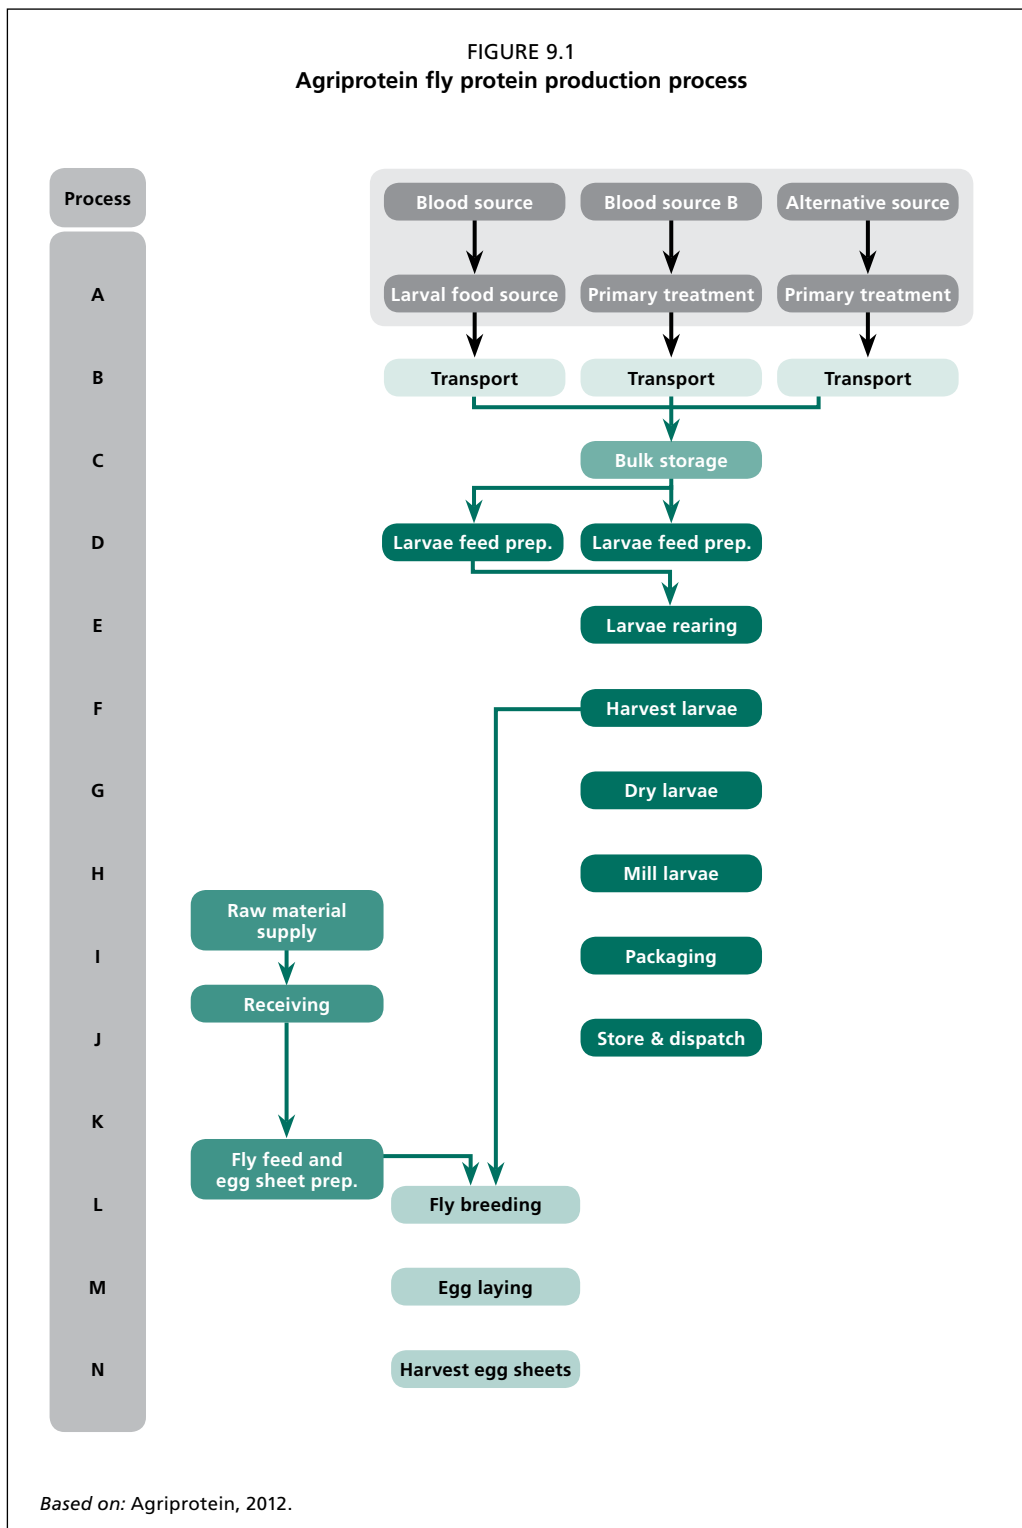 FIGURE 9.1
Agriprotein fly protein production process
Process
Blood source
Blood source B
Alternative source
A
Larval food source
Primary treatment
Primary treatment
B
Transport
Transport
Transport
C
Bulk storage
D
Larvae feed prep.
Larvae feed prep.
E
Larvae rearing
F
Harvest larvae
G
Dry larvae
H
Mill larvae
Raw material
supply
I
Packaging
Receiving
J
Store & dispatch
K
Fly feed and
egg sheet prep.
L
Fly breeding
M
Egg laying
N
Harvest egg sheets
Based on: Agriprotein, 2012.